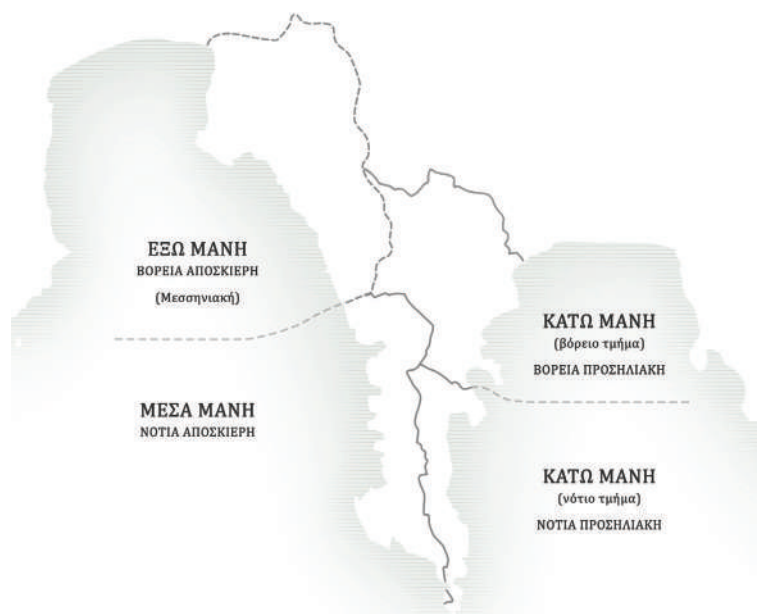 ΕΞΩ ΜΑΝΗ
ΒΟΡΕΙΑ ΑΠΟΣΚΙΕΡΗ
(Μεσσηνιακή)
ΜΕΣΑ ΜΑΝΗ
ΝΟΤΙΑ ΑΠΟΣΚΙΕΡΗ
ΚΑΤΩ ΜΑΝΗ
(βόρειο τμήμα)
ΒΟΡΕΙΑ ΠΡΟΣΗΛΙΑΚΗ
ΚΑΤΩ ΜΑΝΗ
(νότιο τμήμα)
ΝΟΤΙΑ ΠΡΟΣΗΛΙΑΚΗ